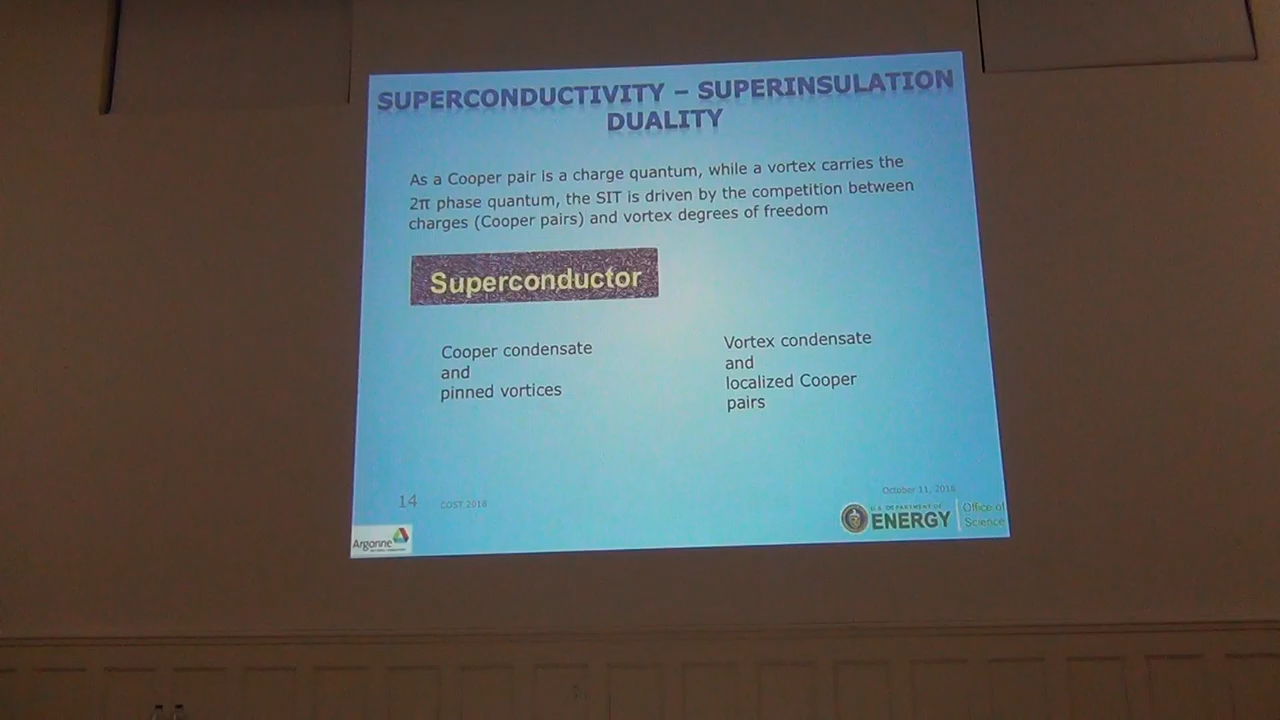 SUPERCONDUCTIVITY – SUPERINSULATION
DUALITY
As a Cooper pair is a charge quantum, while a vortex carries the
2π phase quantum, the SIT is driven by the competition between
charges (Cooper pairs) and vortex degrees of freedom
Superconductor
Cooper condensate
and
pinned vortices
Vortex condensate
and
localized Cooper
pairs
14
COST 2018
October 11, 2018
Argonne
U.S. DEPARTMENT OF
ENERGY
Office of
Science